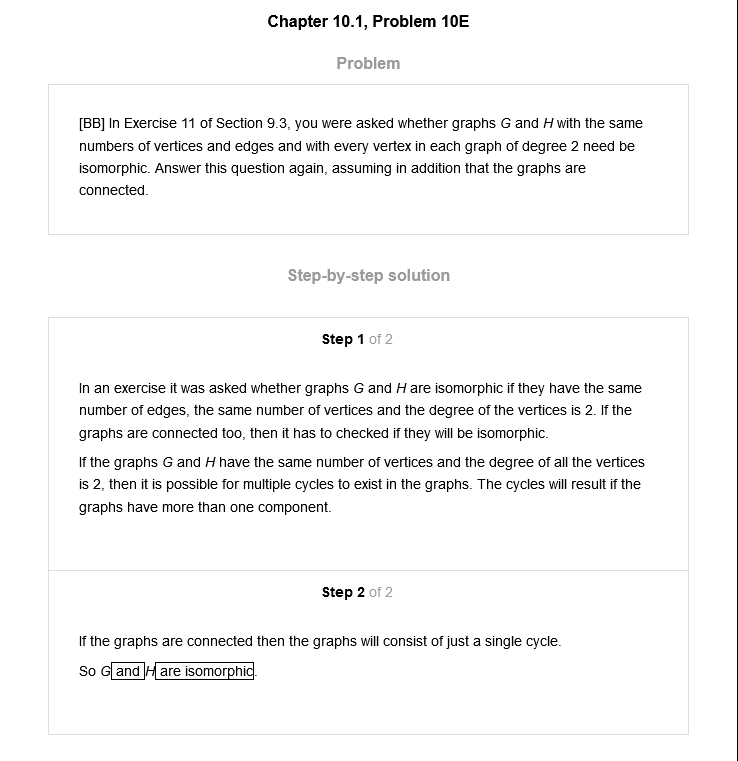 Chapter 10.1, Problem 10E
Problem
[BB] In Exercise 11 of Section 9.3, you were asked whether graphs G and H with the same
numbers of vertices and edges and with every vertex in each graph of degree 2 need be
isomorphic. Answer this question again, assuming in addition that the graphs are
connected.
Step-by-step solution
Step 1 of 2
In an exercise it was asked whether graphs G and H are isomorphic if they have the same
number of edges, the same number of vertices and the degree of the vertices is 2. If the
graphs are connected too, then it has to checked if they will be isomorphic.
If the graphs G and H have the same number of vertices and the degree of all the vertices
is 2, then it is possible for multiple cycles to exist in the graphs. The cycles will result if the
graphs have more than one component.
Step 2 of 2
If the graphs are connected then the graphs will consist of just a single cycle.
So G and H are isomorphic.